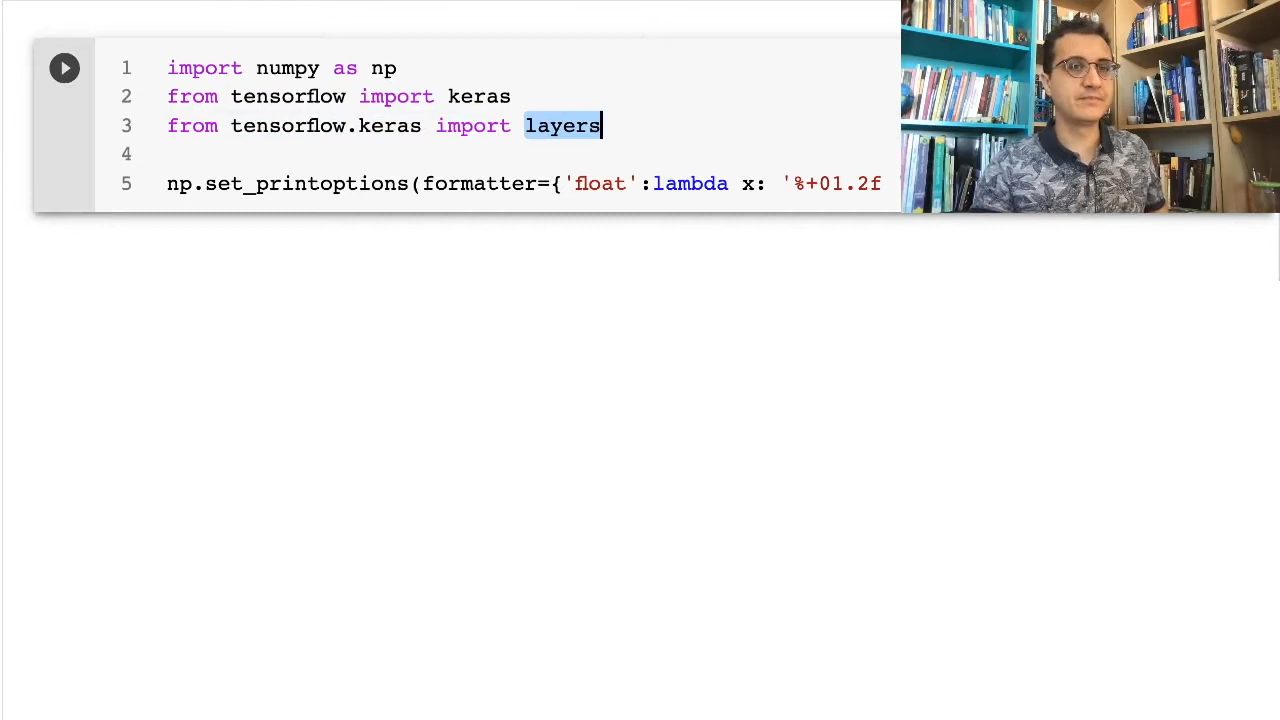 1 import numpy as np
2 from tensorflow import keras
3 from tensorflow.keras import layers
4
5 np.set_printoptions(formatter={'float':lambda x: '%+01.2f '